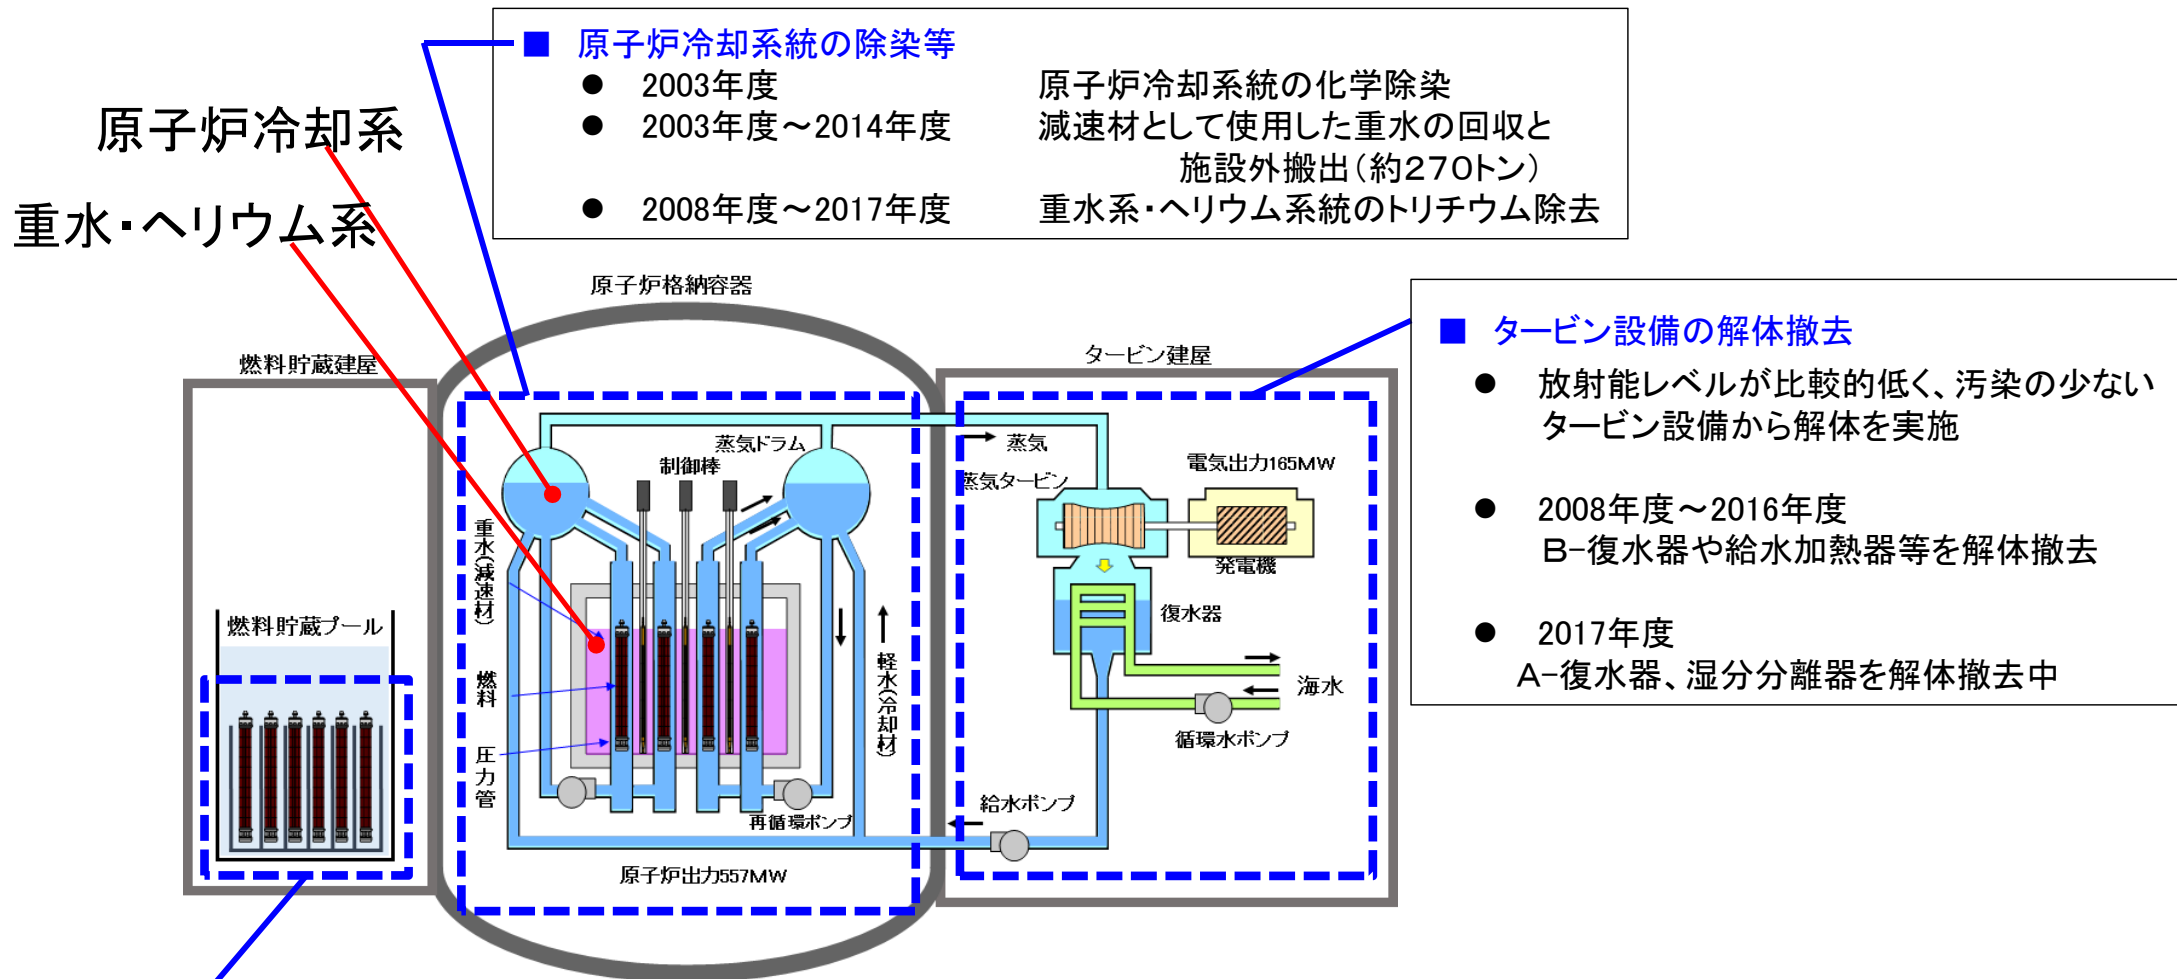 ■ 原子炉冷却系統の除染等
● 2003年度 原子炉冷却系統の化学除染
● 2003年度～2014年度 減速材として使用した重水の回収と
施設外搬出(約270トン)
● 2008年度～2017年度 重水系・ヘリウム系統のトリチウム除去
原子炉冷却系
重水・ヘリウム系
原子炉格納容器
燃料貯蔵建屋
タービン建屋
■ タービン設備の解体撤去
● 放射能レベルが比較的低く、汚染の少ない
タービン設備から解体を実施
● 2008年度～2016年度
B-復水器や給水加熱器等を解体撤去
● 2017年度
A-復水器、湿分分離器を解体撤去中
蒸気ドラム
制御棒
蒸気
蒸気タービン
電気出力165MW
発電機
重水(減速材)
燃料
圧力管
軽水(冷却材)
復水器
海水
循環水ポンプ
給水ポンプ
再循環ポンプ
原子炉出力557MW
燃料貯蔵プール